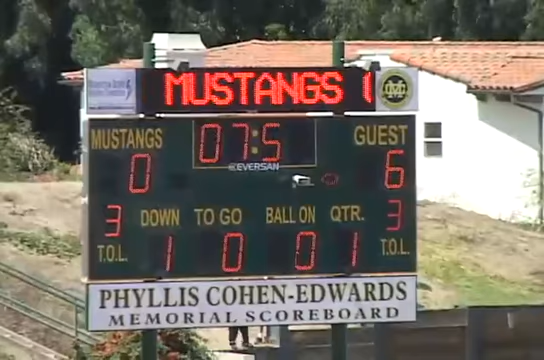 MUSTANGS
MUSTANGS 07:5 GUEST
0 @EVERSAN 6
3 DOWN TO GO BALL ON QTR. 3
T.O.L. 1 0 0 1 T.O.L.
PHYLLIS COHEN-EDWARDS
MEMORIAL SCOREBOARD